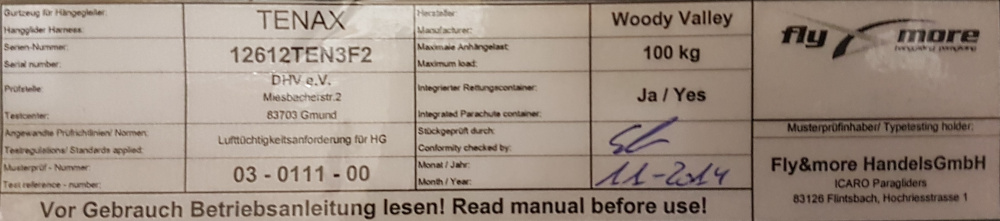 Gurtzeug für Hängegleiter:
Hangglider Harness:
TENAX
Hersteller:
Manufacturer:
Woody Valley
Serien-Nummer:
Serial number:
12612TEN3F2
Maximale Anhängelast:
Maximum load:
100 kg
Prüfstelle:
Testcenter:
DHV e.V.
Miesbacherstr.2
83703 Gmund
Integrierter Rettungscontainer:
Integrated Parachute container:
Ja / Yes
Angewandte Prüfrichtlinien/ Normen:
Testregulations/ Standards applied:
Lufttüchtigkeitsanforderung für HG
Stückgeprüft durch:
Conformity checked by:
Musterprüf - Nummer:
Test reference - number:
03 - 0111 - 00
Monat / Jahr:
Month / Year:
11-2014
fly more
Musterprüfinhaber/ Typetesting holder:
Fly&more HandelsGmbH
ICARO Paragliders
83126 Flintsbach, Hochriesstrasse 1
Vor Gebrauch Betriebsanleitung lesen! Read manual before use!